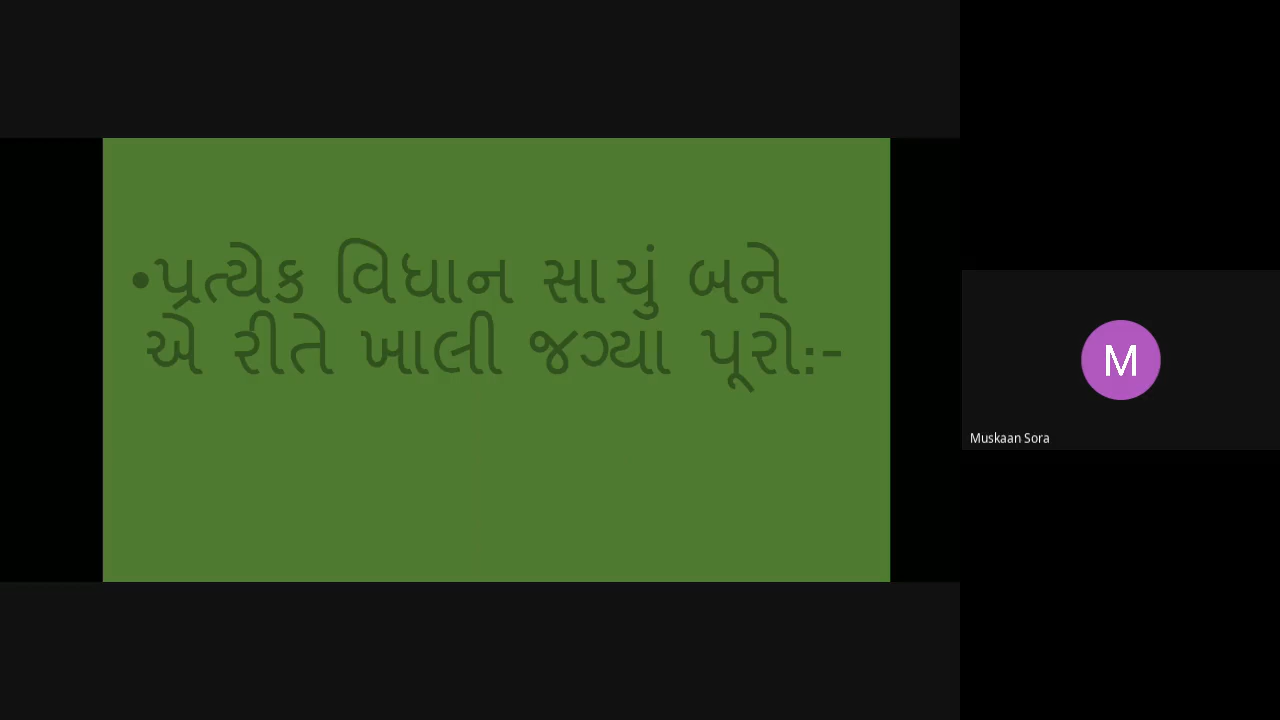 •પ્રત્યેક વિધાન સાચું બને
એ રીતે ખાલી જગ્યા પૂરો:-
M
Muskaan Sora